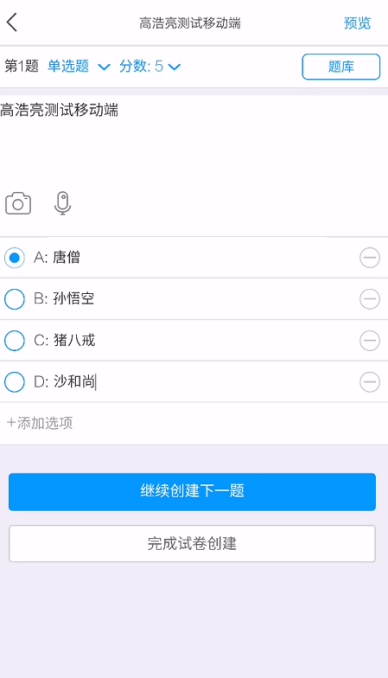 高浩亮测试移动端 预览
第1题 单选题 分数: 5 题库
高浩亮测试移动端
A: 唐僧
B: 孙悟空
C: 猪八戒
D: 沙和尚
+添加选项
继续创建下一题
完成试卷创建